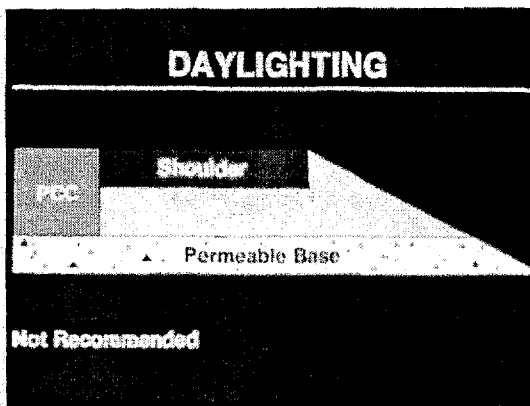 DAYLIGHTING
Shoulder
PCC
Permeable Base
Not Recommended